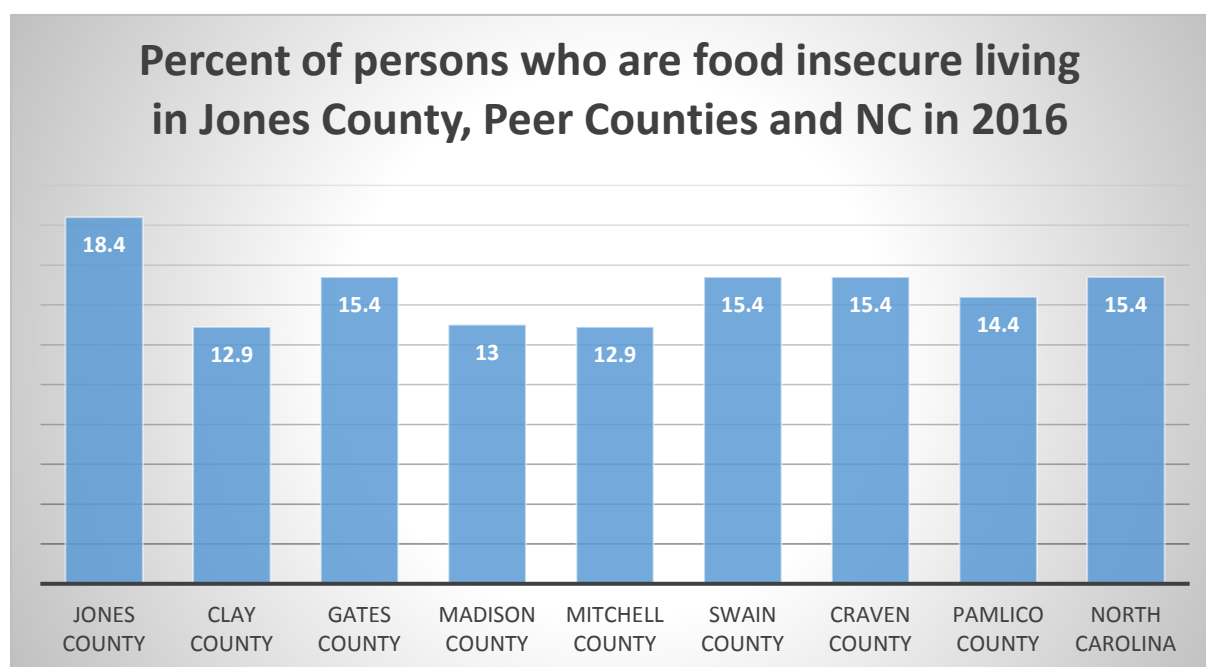 Percent of persons who are food insecure living
in Jones County, Peer Counties and NC in 2016
18.4
12.9
15.4
13
12.9
15.4
15.4
14.4
15.4
JONES COUNTY
CLAY COUNTY
GATES COUNTY
MADISON COUNTY
MITCHELL COUNTY
SWAIN COUNTY
CRAVEN COUNTY
PAMLICO COUNTY
NORTH CAROLINA